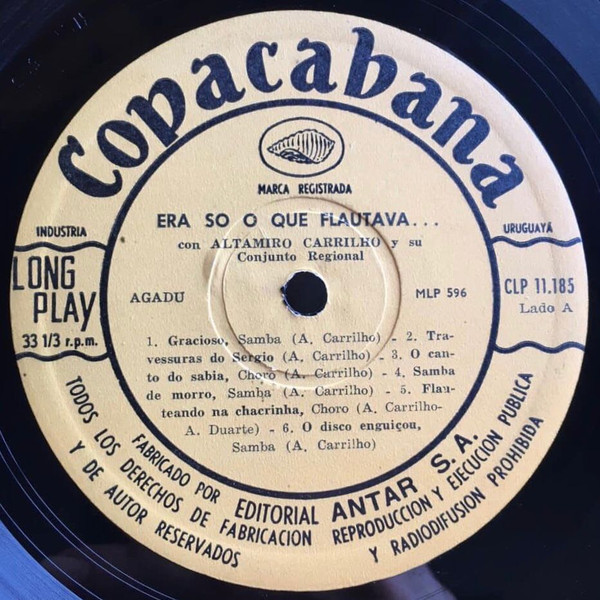 Copacabana
MARCA REGISTRADA
ERA SO O QUE FLAUTAVA...
con ALTAMIRO CARRILHO y su
Conjunto Regional
INDUSTRIA
URUGUAYA
LONG
PLAY
33 1/3 r.p.m.
AGADU
MLP 596
CLP 11.185
Lado A
1. Gracioso, Samba (A. Carrilho) - 2. Tra-
vessuras do Sergio (A. Carrilho) - 3. O can-
to do sabia, Choro (A. Carrilho) - 4. Samba
de morro, Samba (A. Carrilho) - 5. Flau-
teando na chacrinha, Choro (A. Carrilho-
A. Duarte) - 6. O disco enguiçou,
Samba (A. Carrilho)
FABRICADO POR EDITORIAL ANTAR S.A.
TODOS LOS DERECHOS DE FABRICACION REPRODUCCION Y EJECUCION PUBLICA
Y DE AUTOR RESERVADOS Y RADIODIFUSION PROHIBIDA